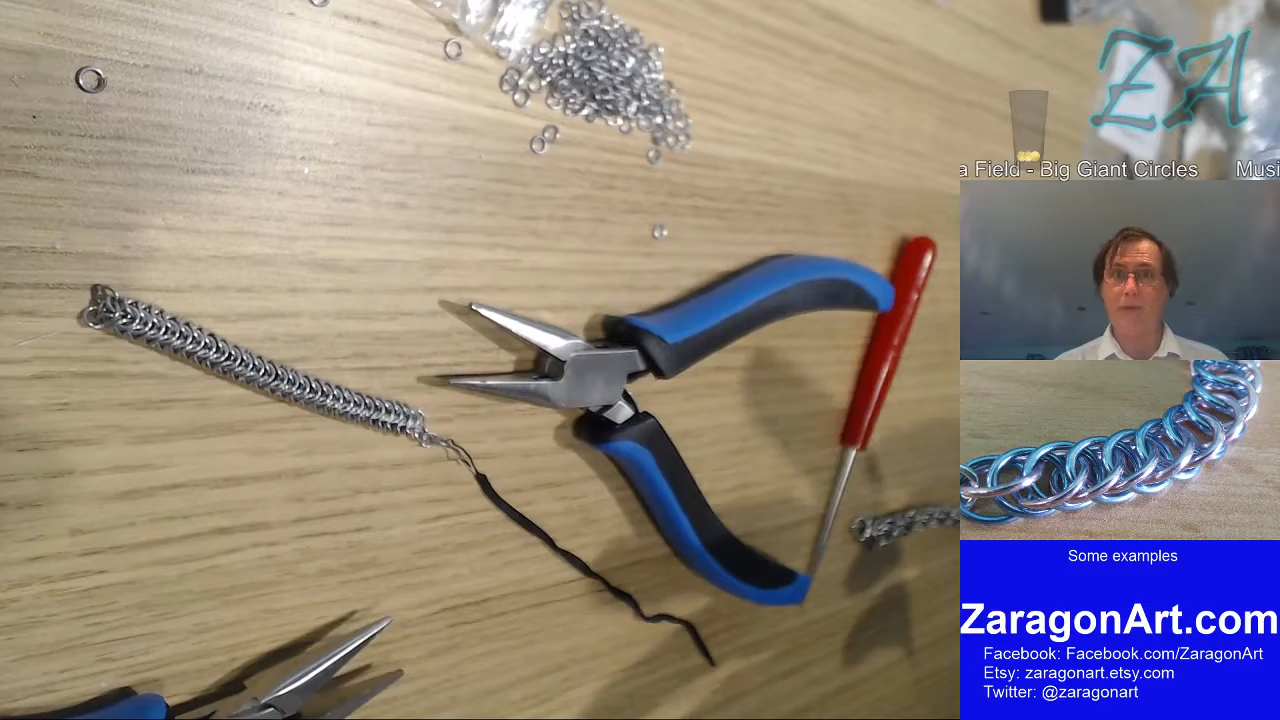 ZA
a Field - Big Giant Circles Musi
Some examples
ZaragonArt.com
Facebook: Facebook.com/ZaragonArt
Etsy: zaragonart.etsy.com
Twitter: @zaragonart